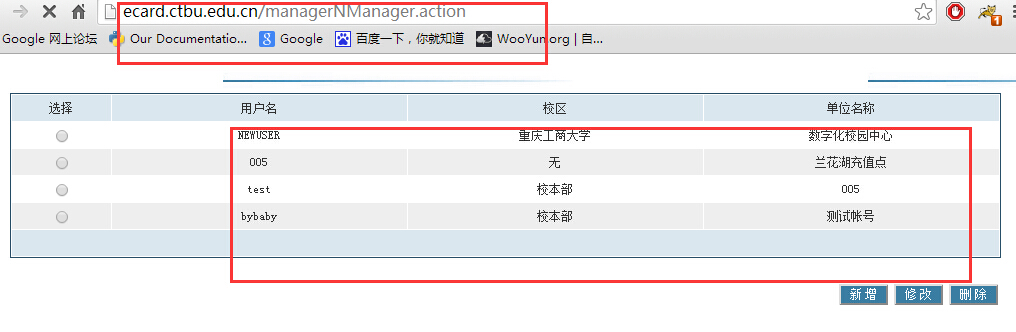 ecard.ctbu.edu.cn/managerNManager.action
Google 网上论坛 Our Documentatio... Google 百度一下，你就知道 WooYun.org | 自...
选择 用户名 校区 单位名称
NEWUSER 重庆工商大学 数字化校园中心
005 无 兰花湖充值点
test 校本部 005
bybaby 校本部 测试帐号
新增 修改 删除